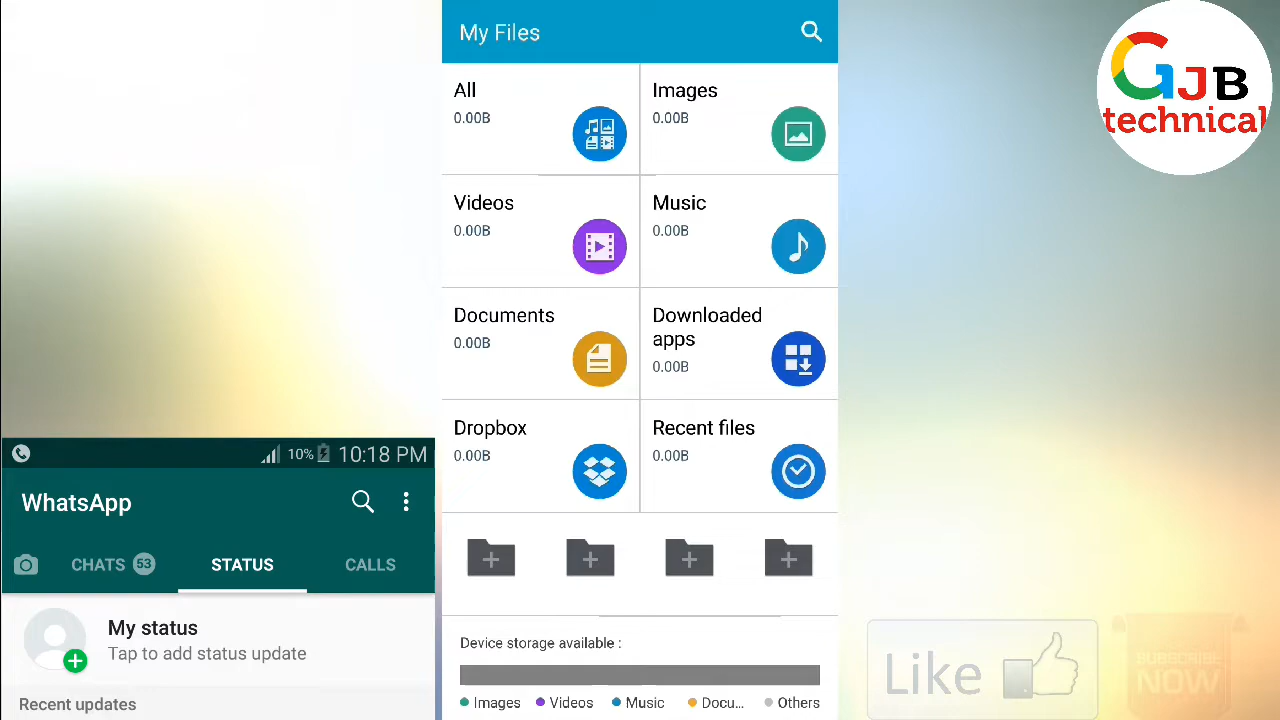 My Files
All
0.00B
Images
0.00B
Videos
0.00B
Music
0.00B
Documents
0.00B
Downloaded
apps
0.00B
Dropbox
0.00B
Recent files
0.00B
Device storage available :
Images Videos Music Docu... Others
10% 10:18 PM
WhatsApp
CHATS 53 STATUS CALLS
My status
Tap to add status update
Recent updates
GJB
technical
Like
SUBSCRIBE
NOW